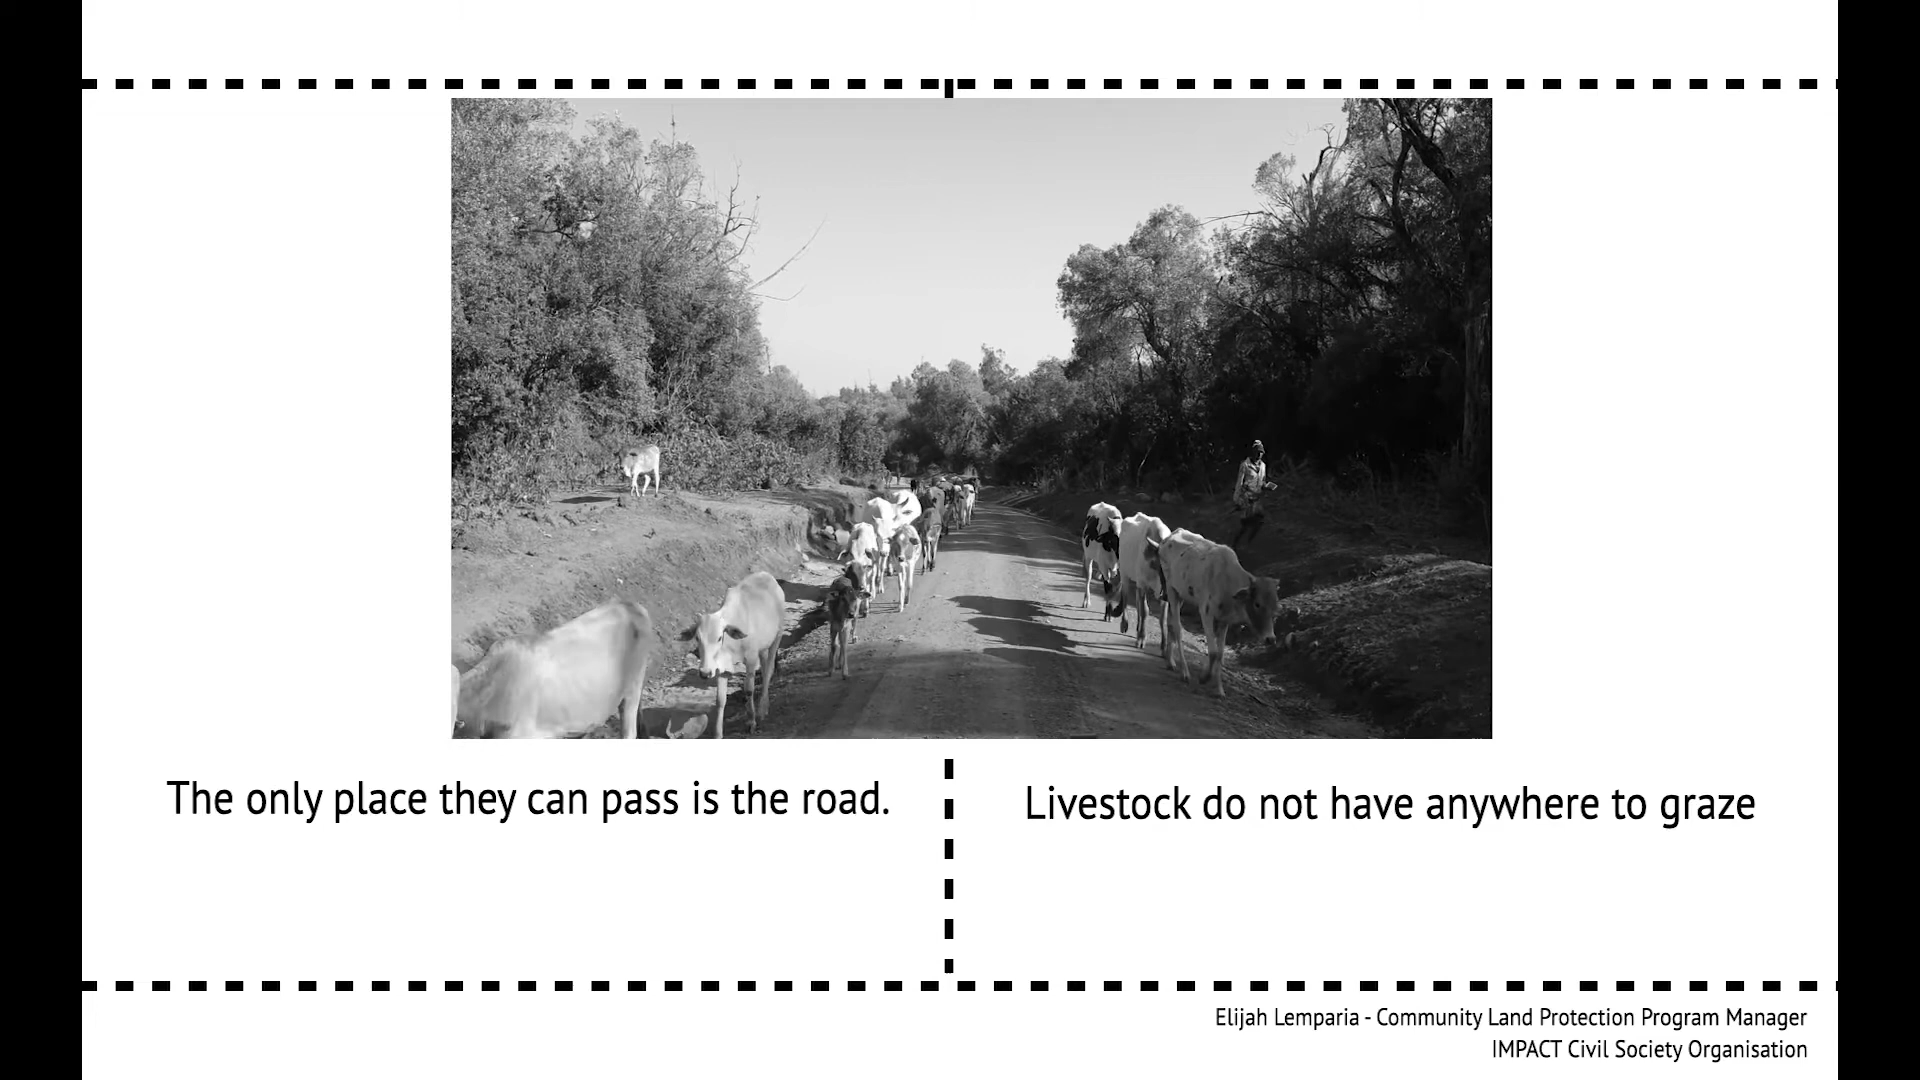 The only place they can pass is the road.
Livestock do not have anywhere to graze
Elijah Lemparia - Community Land Protection Program Manager
IMPACT Civil Society Organisation